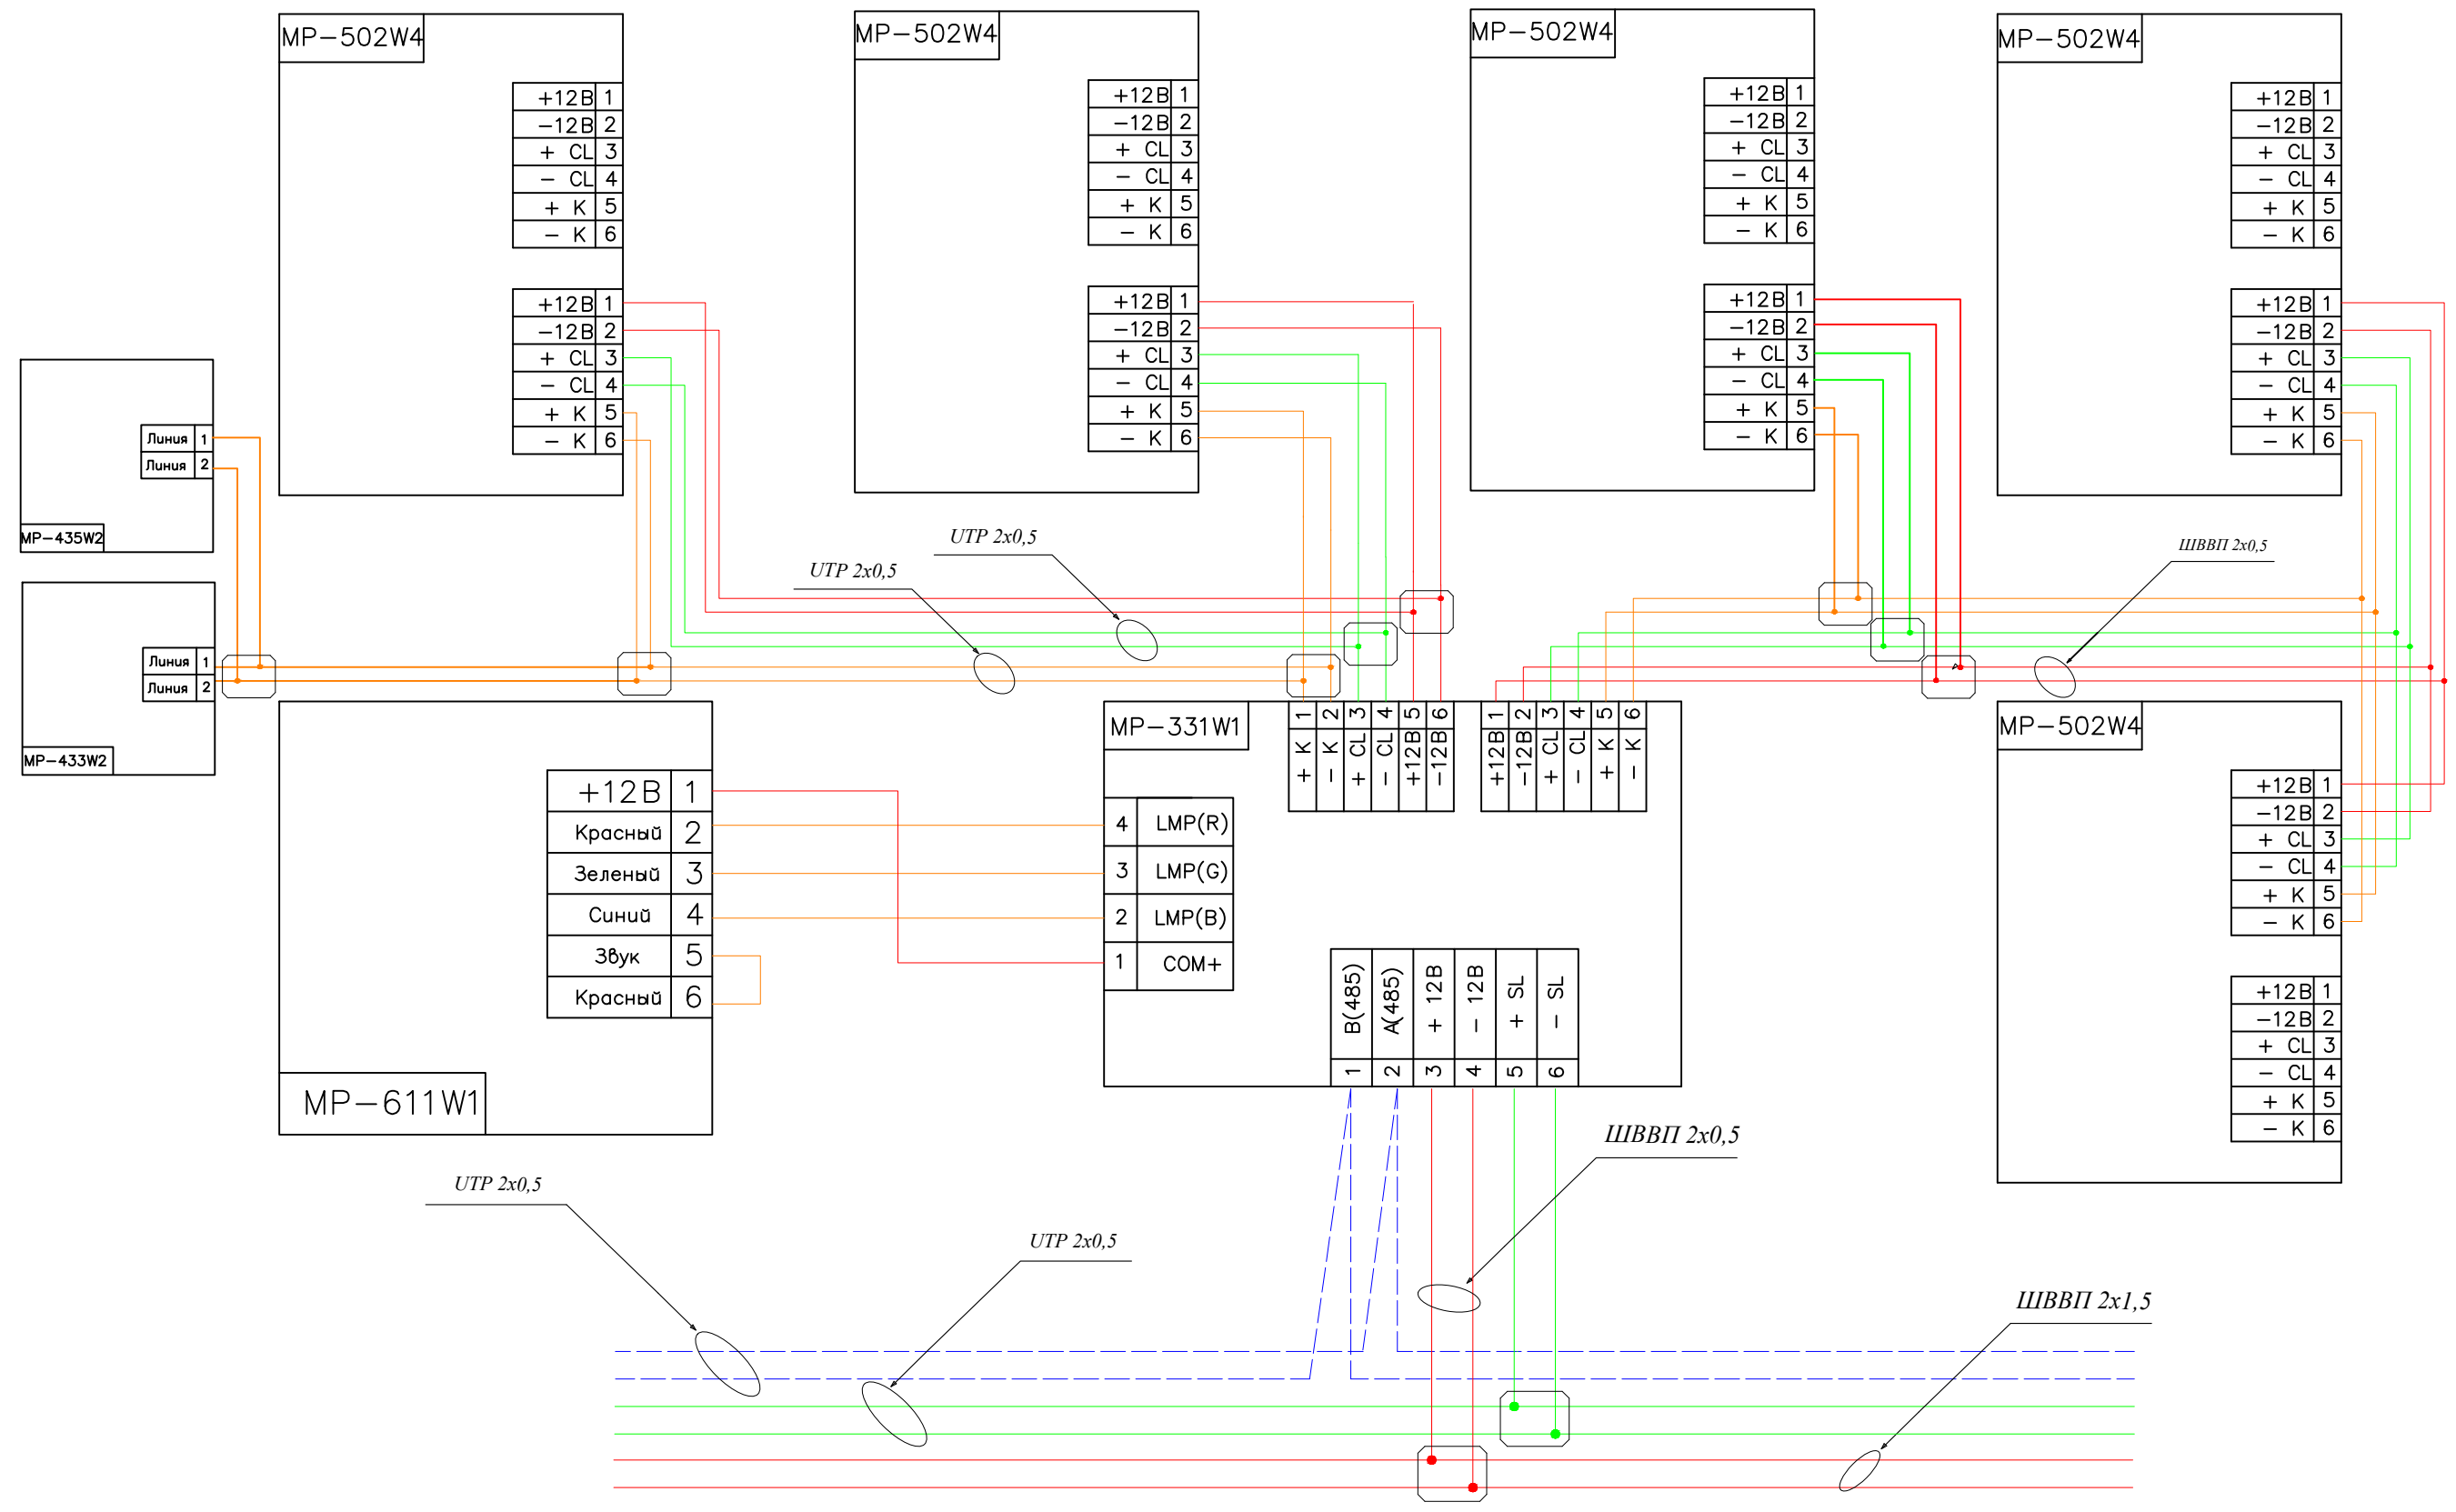 MP-502W4
+12В 1
-12В 2
+ CL 3
- CL 4
+ К 5
- К 6
+12В 1
-12В 2
+ CL 3
- CL 4
+ К 5
- К 6
MP-502W4
+12В 1
-12В 2
+ CL 3
- CL 4
+ К 5
- К 6
+12В 1
-12В 2
+ CL 3
- CL 4
+ К 5
- К 6
MP-502W4
+12В 1
-12В 2
+ CL 3
- CL 4
+ К 5
- К 6
+12В 1
-12В 2
+ CL 3
- CL 4
+ К 5
- К 6
MP-502W4
+12В 1
-12В 2
+ CL 3
- CL 4
+ К 5
- К 6
+12В 1
-12В 2
+ CL 3
- CL 4
+ К 5
- К 6
Линия 1
Линия 2
MP-435W2
Линия 1
Линия 2
MP-433W2
UTP 2x0,5
UTP 2x0,5
ШВВП 2x0,5
+12В 1
Красный 2
Зеленый 3
Синий 4
Звук 5
Красный 6
MP-611W1
MP-331W1
1 + К
2 - К
3 + CL
4 - CL
5 +12В
6 -12В
1 +12В
2 -12В
3 + CL
4 - CL
5 + К
6 - К
4 LMP(R)
3 LMP(G)
2 LMP(B)
1 COM+
B(485) 1
A(485) 2
+ 12В 3
- 12В 4
+ SL 5
- SL 6
MP-502W4
+12В 1
-12В 2
+ CL 3
- CL 4
+ К 5
- К 6
+12В 1
-12В 2
+ CL 3
- CL 4
+ К 5
- К 6
ШВВП 2x0,5
UTP 2x0,5
UTP 2x0,5
ШВВП 2x1,5